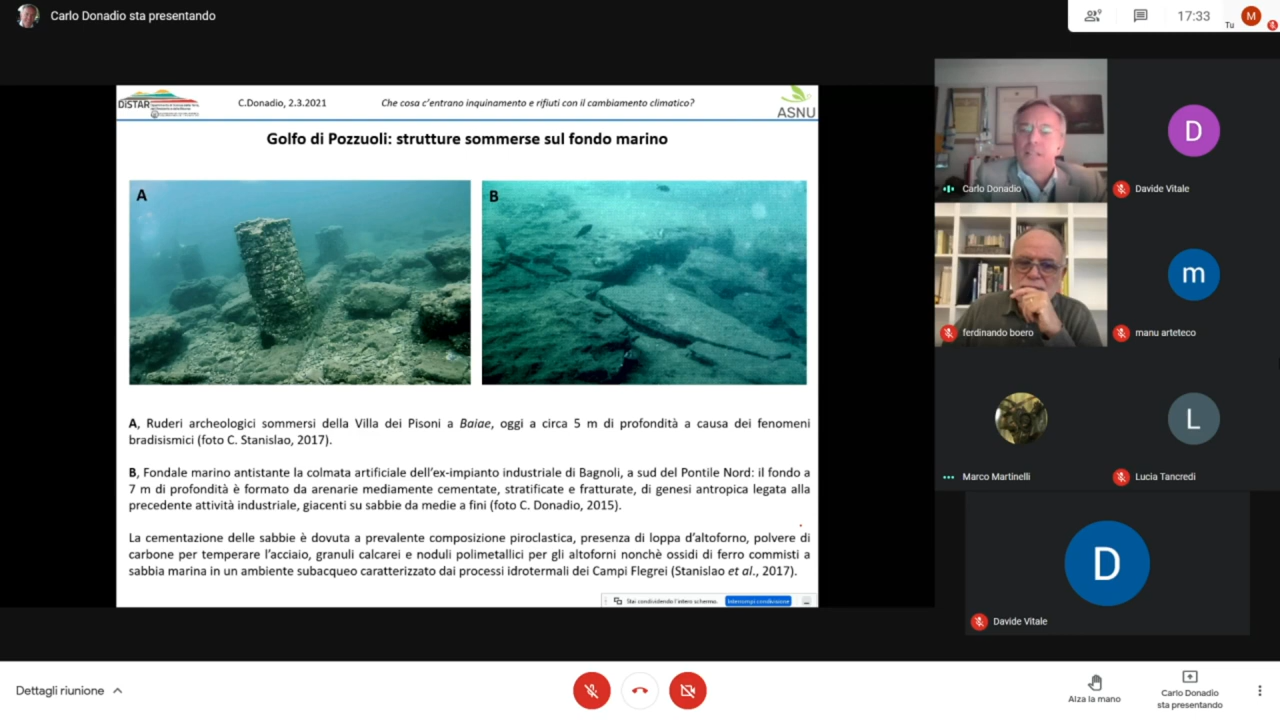 Carlo Donadio sta presentando
9
17:33
Tu
M
DiSTAR
C.Donadio, 2.3.2021
Che cosa c'entrano inquinamento e rifiuti con il cambiamento climatico?
ASNU
Golfo di Pozzuoli: strutture sommerse sul fondo marino
A
B
A, Ruderi archeologici sommersi della Villa dei Pisoni a Baiae, oggi a circa 5 m di profondità a causa dei fenomeni
bradisismici (foto C. Stanislao, 2017).
B, Fondale marino antistante la colmata artificiale dell'ex-impianto industriale di Bagnoli, a sud del Pontile Nord: il fondo a
7 m di profondità è formato da arenarie mediamente cementate, stratificate e fratturate, di genesi antropica legata alla
precedente attività industriale, giacenti su sabbie da medie a fini (foto C. Donadio, 2015).
La cementazione delle sabbie è dovuta a prevalente composizione piroclastica, presenza di loppa d'altoforno, polvere di
carbone per temperare l'acciaio, granuli calcarei e noduli polimetallici per gli altoforni nonchè ossidi di ferro commisti a
sabbia marina in un ambiente subacqueo caratterizzato dai processi idrotermali dei Campi Flegrei (Stanislao et al., 2017).
Stai condividendo l'intero schermo.
Interrompi condivisione
Carlo Donadio
D
Davide Vitale
ferdinando boero
m
manu arteteco
Marco Martinelli
L
Lucia Tancredi
D
Davide Vitale
Dettagli riunione
Alza la mano
Carlo Donadio
sta presentando